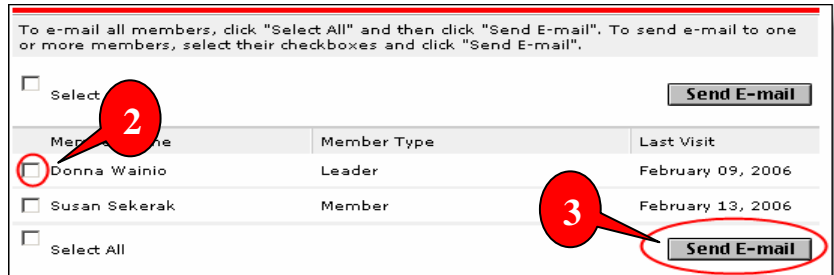 To e-mail all members, click "Select All" and then click "Send E-mail". To send e-mail to one
or more members, select their checkboxes and click "Send E-mail".
Select
Send E-mail
2
Member Type
Last Visit
Donna Wainio
Leader
February 09, 2006
Susan Sekerak
Member
February 13, 2006
3
Select All
Send E-mail